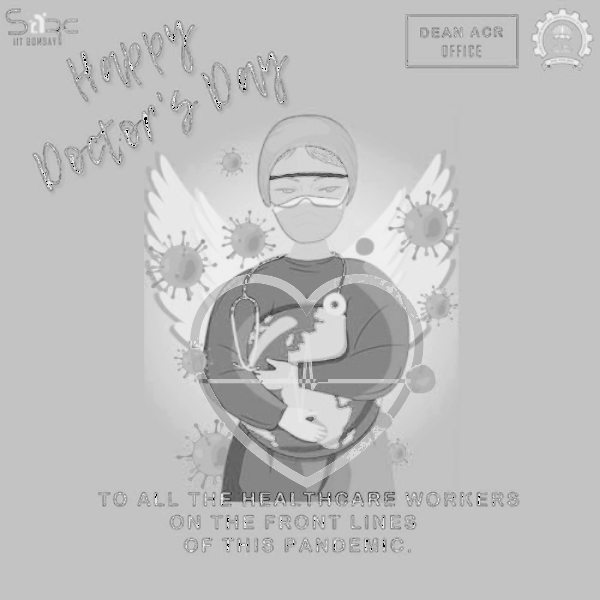 SARC
IIT BOMBAY
DEAN ACR
OFFICE
Happy
Doctor's Day
TO ALL THE HEALTHCARE WORKERS
ON THE FRONT LINES
OF THIS PANDEMIC.